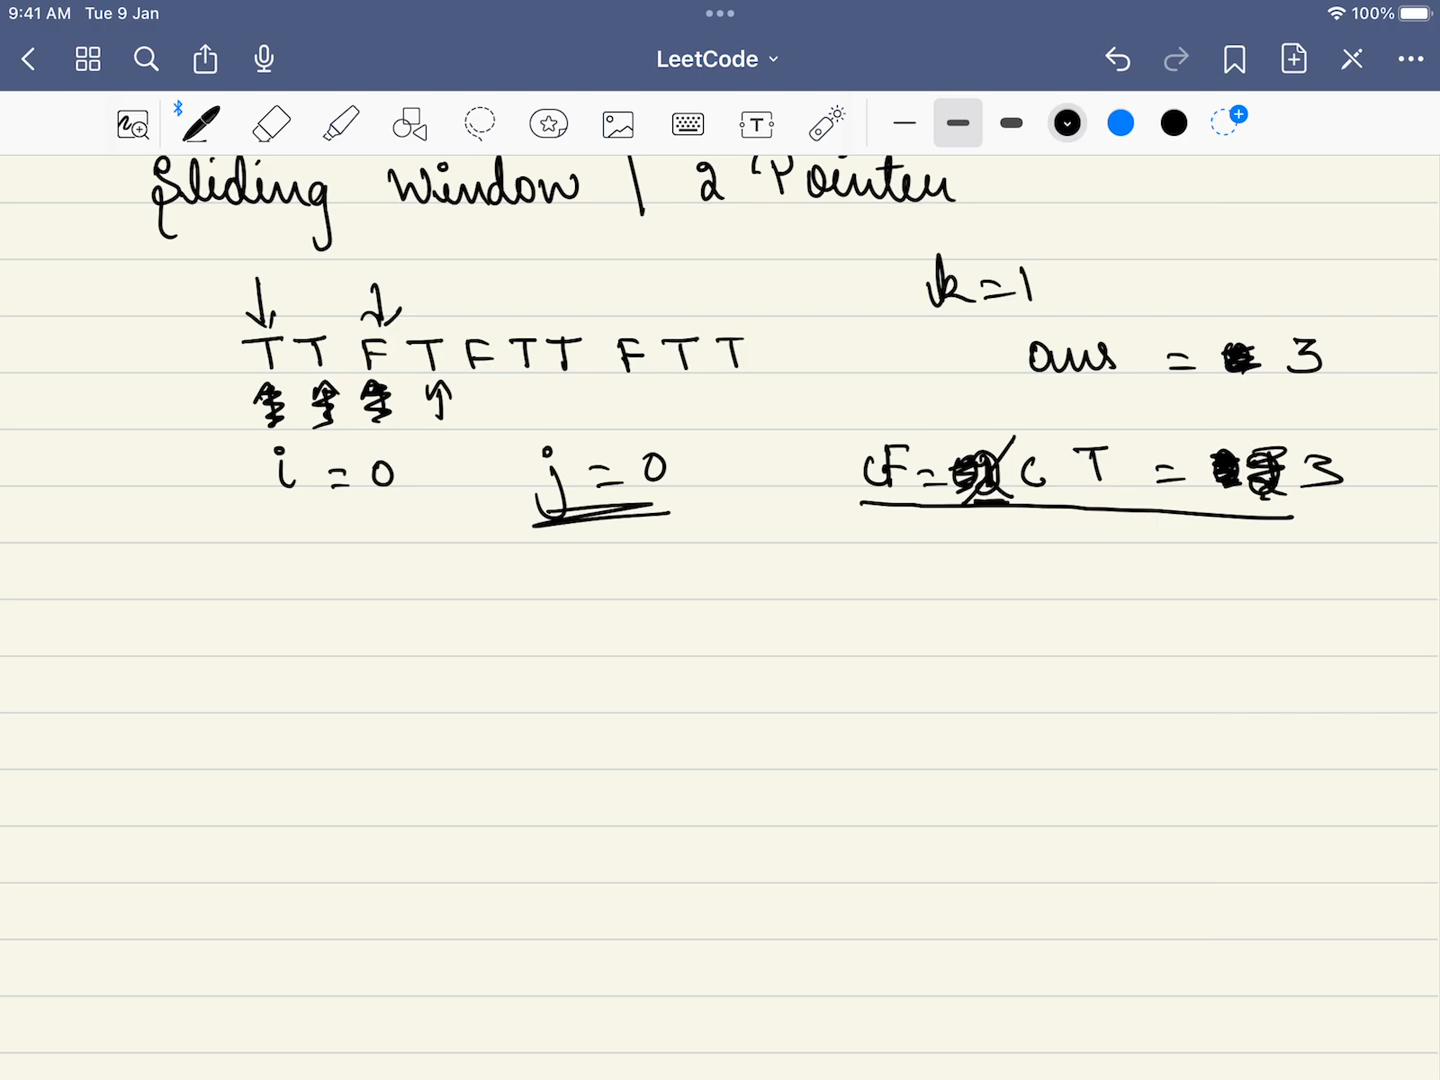 9:41 AM Tue 9 Jan 100%
LeetCode
Sliding Window | 2 Pointer
k=1
T T F T F T T F T T
ans = 3
i = 0 j = 0 cF= c T = 3